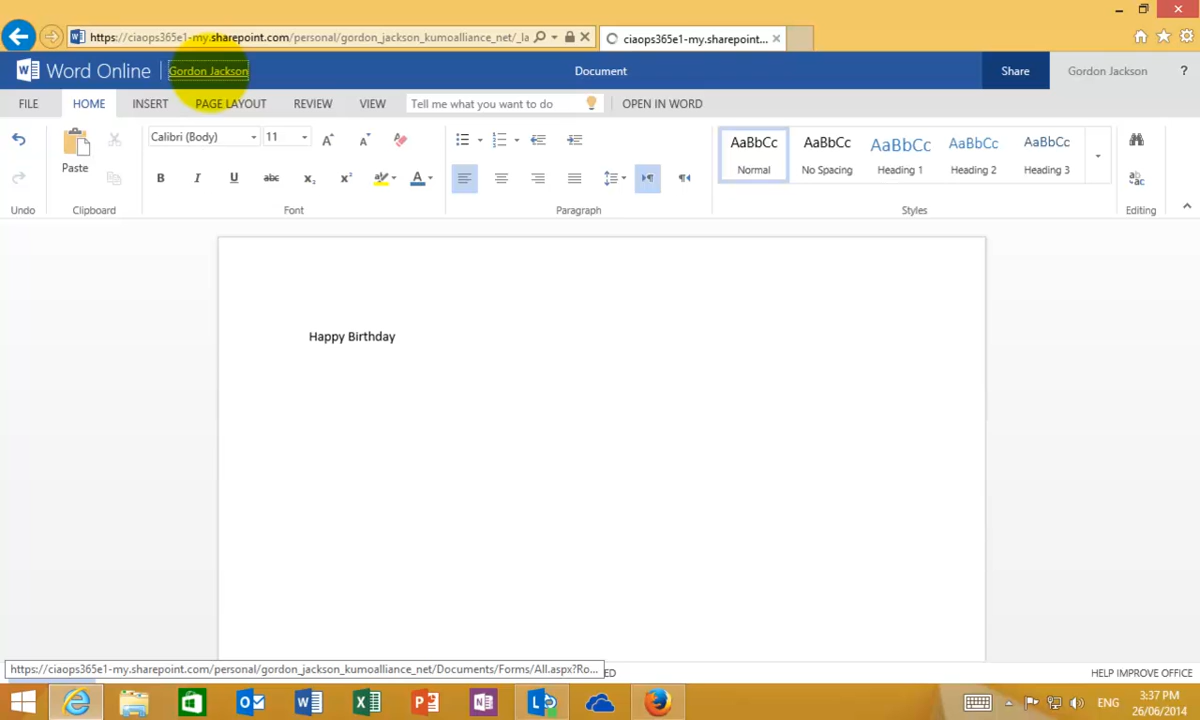 https://ciaops365e1-my.sharepoint.com/personal/gordon_jackson_kumoalliance_net/_la
ciaops365e1-my.sharepoint...
Word Online
Gordon Jackson
Document
Share
Gordon Jackson
?
FILE
HOME
INSERT
PAGE LAYOUT
REVIEW
VIEW
Tell me what you want to do
OPEN IN WORD
Calibri (Body)
11
Paste
B I U abc x₂ x²
A
AaBbCc
AaBbCc
AaBbCc
AaBbCc
AaBbCc
Normal
No Spacing
Heading 1
Heading 2
Heading 3
Undo
Clipboard
Font
Paragraph
Styles
Editing
Happy Birthday
https://ciaops365e1-my.sharepoint.com/personal/gordon_jackson_kumoalliance_net/Documents/Forms/All.aspx?Ro...
HELP IMPROVE OFFICE
ENG
3:37 PM
26/06/2014